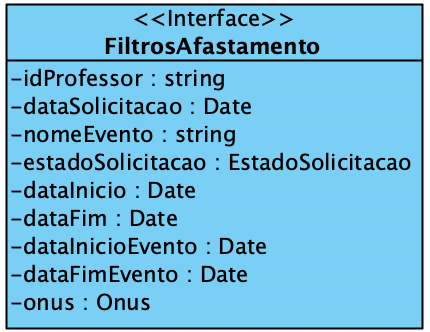 <<Interface>>
FiltrosAfastamento
-idProfessor : string
-dataSolicitacao : Date
-nomeEvento : string
-estadoSolicitacao : EstadoSolicitacao
-dataInicio : Date
-dataFim : Date
-dataInicioEvento : Date
-dataFimEvento : Date
-onus : Onus